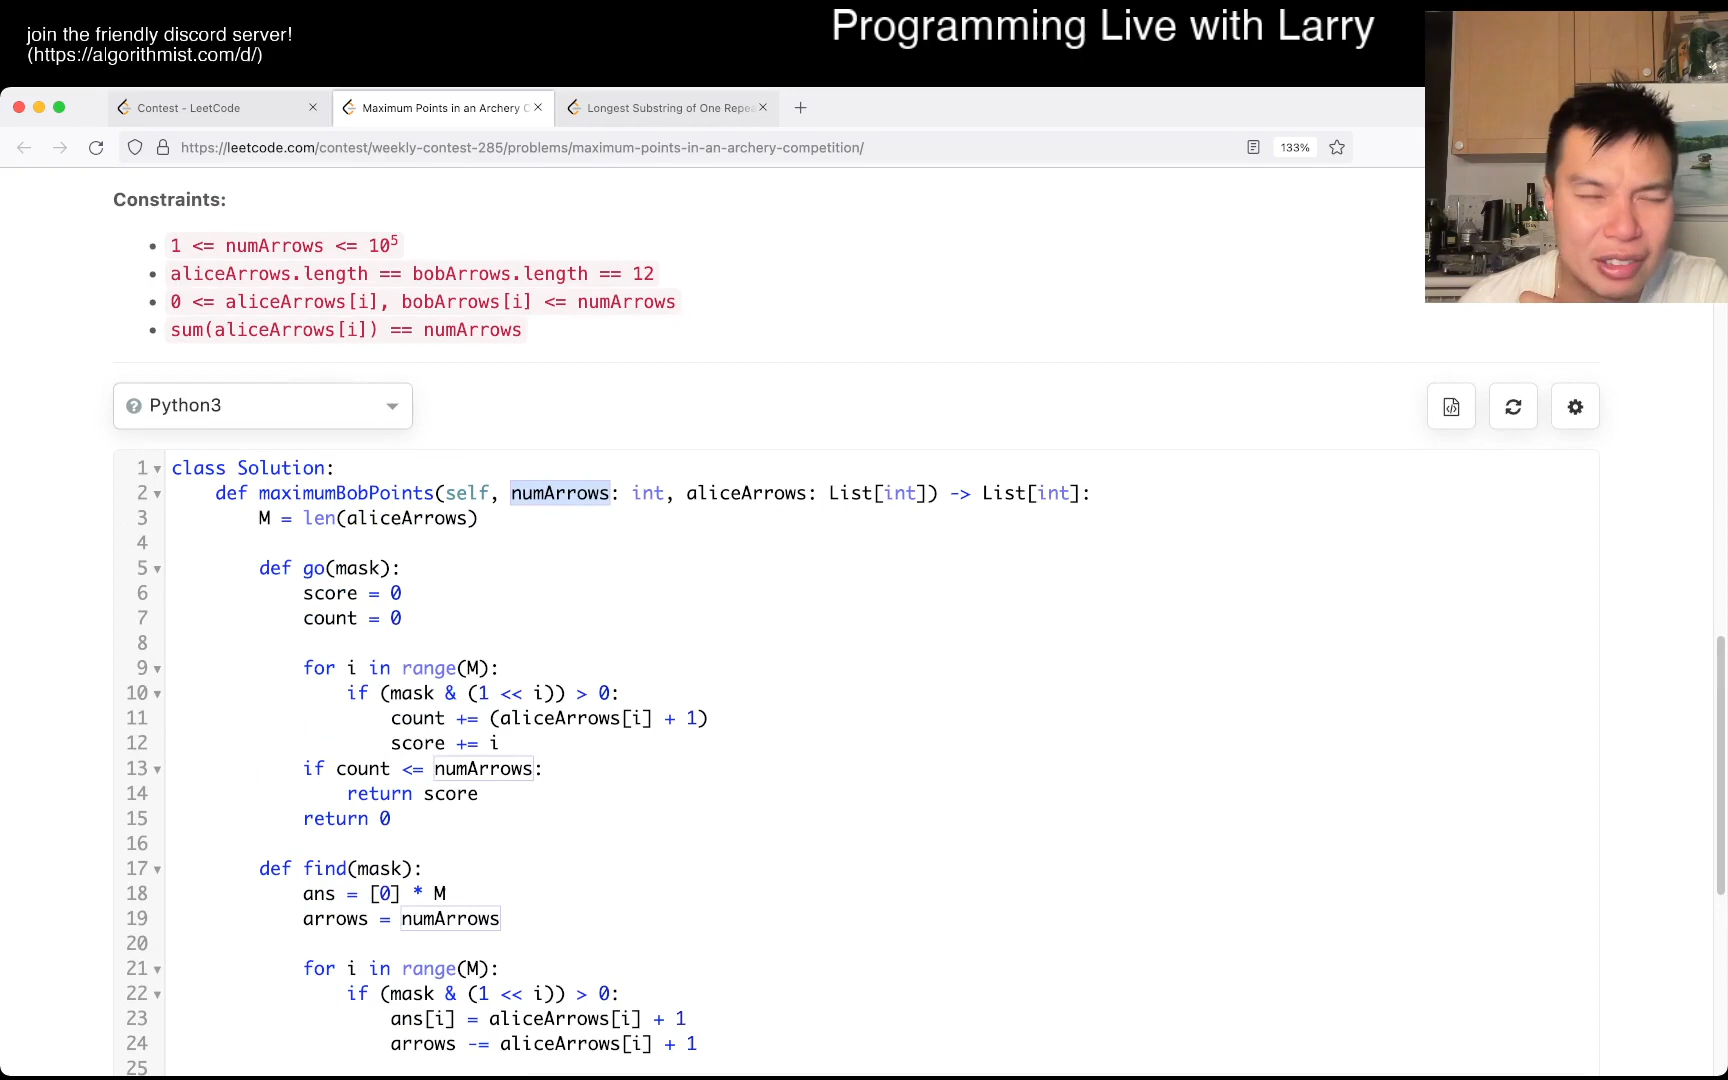 join the friendly discord server!
(https://algorithmist.com/d/)
Programming Live with Larry
Contest - LeetCode
Maximum Points in an Archery C
Longest Substring of One Repea
https://leetcode.com/contest/weekly-contest-285/problems/maximum-points-in-an-archery-competition/
133%
Constraints:
1 <= numArrows <= 10⁵
aliceArrows.length == bobArrows.length == 12
0 <= aliceArrows[i], bobArrows[i] <= numArrows
sum(aliceArrows[i]) == numArrows
Python3
1 class Solution:
2 def maximumBobPoints(self, numArrows: int, aliceArrows: List[int]) -> List[int]:
3 M = len(aliceArrows)
4
5 def go(mask):
6 score = 0
7 count = 0
8
9 for i in range(M):
10 if (mask & (1 << i)) > 0:
11 count += (aliceArrows[i] + 1)
12 score += i
13 if count <= numArrows:
14 return score
15 return 0
16
17 def find(mask):
18 ans = [0] * M
19 arrows = numArrows
20
21 for i in range(M):
22 if (mask & (1 << i)) > 0:
23 ans[i] = aliceArrows[i] + 1
24 arrows -= aliceArrows[i] + 1
25